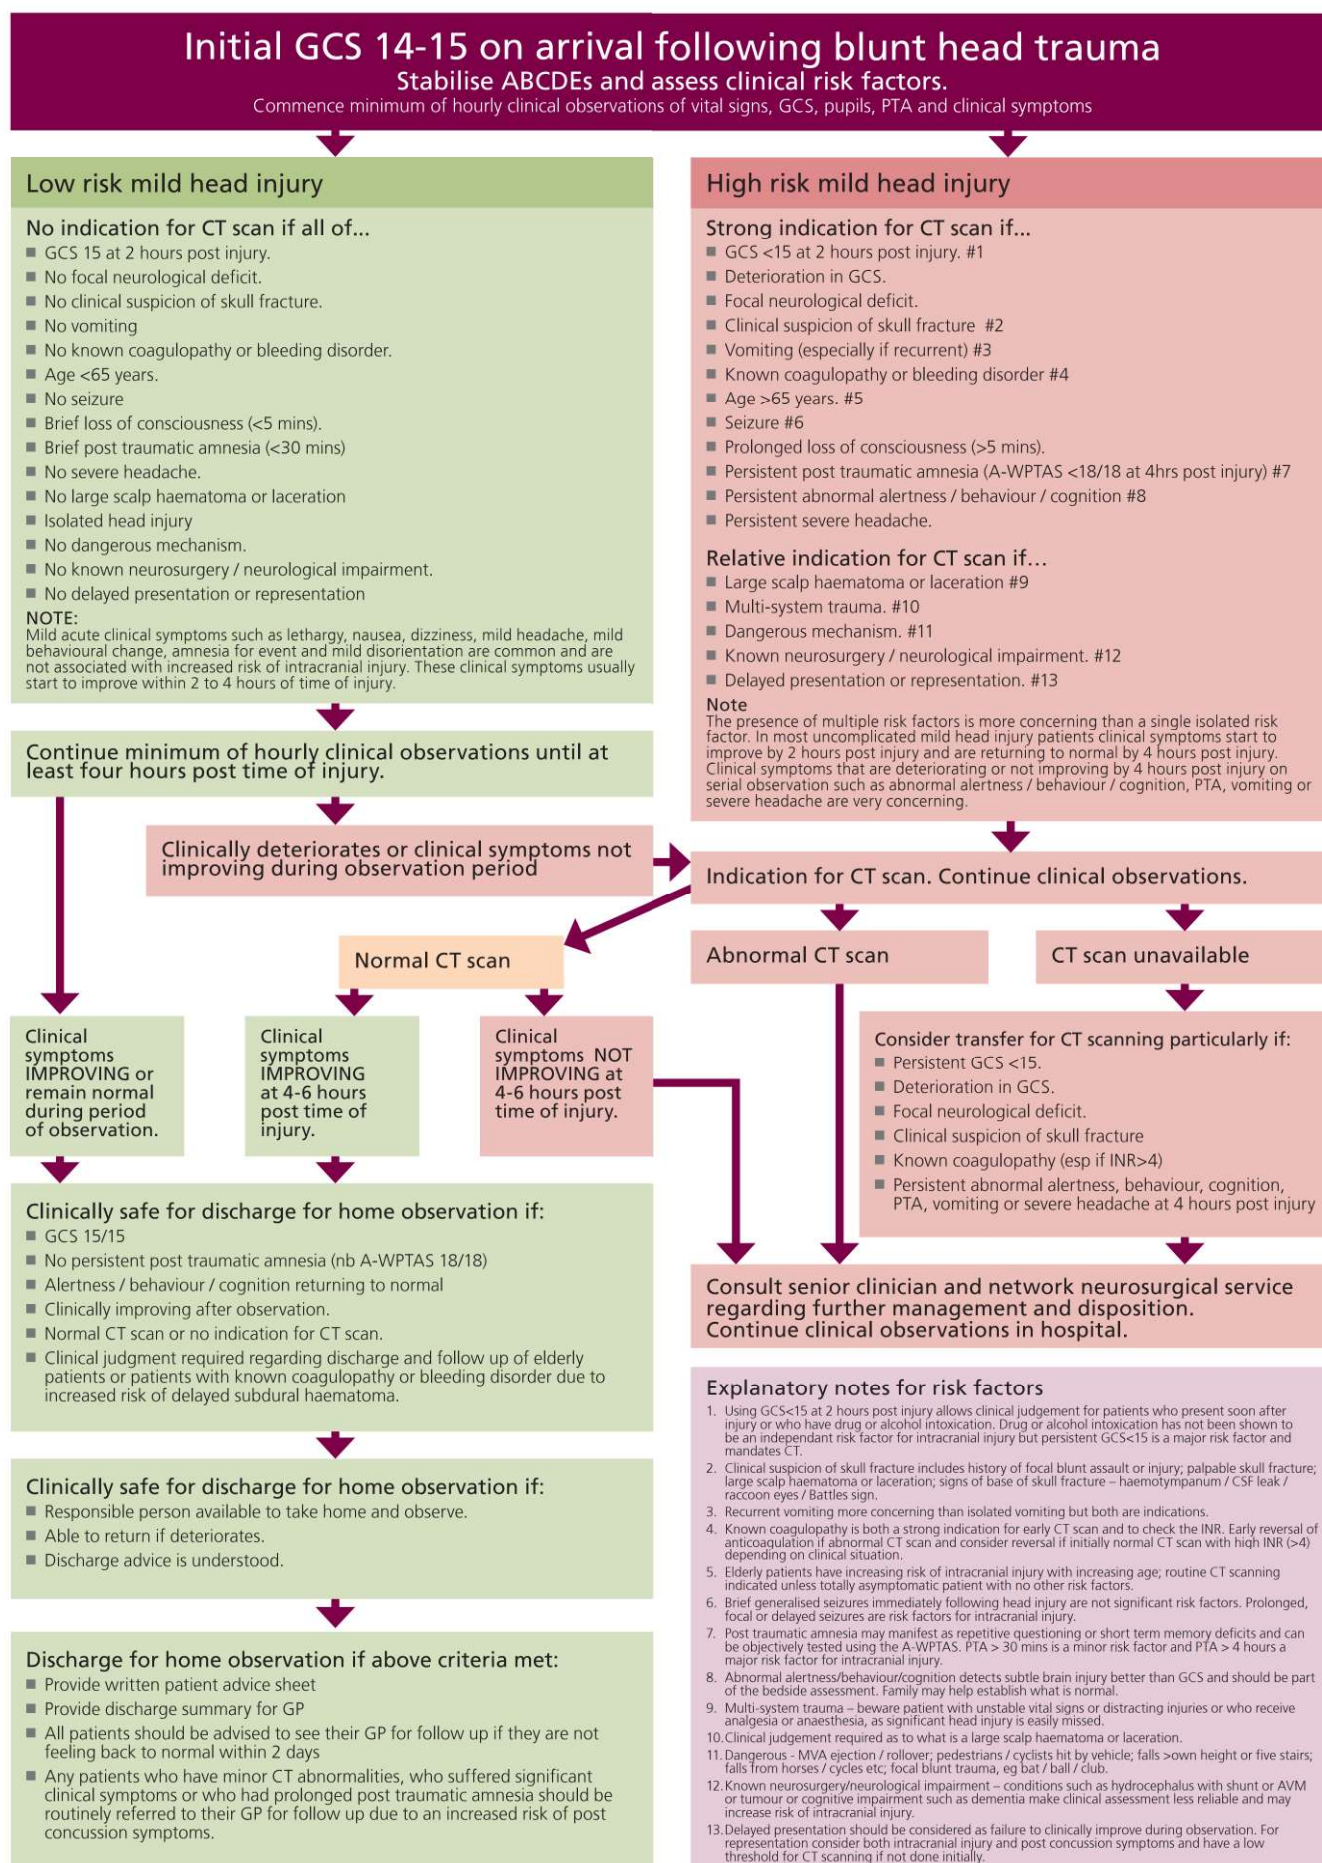 Initial GCS 14-15 on arrival following blunt head trauma
Stabilise ABCDEs and assess clinical risk factors.
Commence minimum of hourly clinical observations of vital signs, GCS, pupils, PTA and clinical symptoms
Low risk mild head injury
No indication for CT scan if all of...
■ GCS 15 at 2 hours post injury.
■ No focal neurological deficit.
■ No clinical suspicion of skull fracture.
■ No vomiting
■ No known coagulopathy or bleeding disorder.
■ Age <65 years.
■ No seizure
■ Brief loss of consciousness (<5 mins).
■ Brief post traumatic amnesia (<30 mins)
■ No severe headache.
■ No large scalp haematoma or laceration
■ Isolated head injury
■ No dangerous mechanism.
■ No known neurosurgery / neurological impairment.
■ No delayed presentation or representation
NOTE:
Mild acute clinical symptoms such as lethargy, nausea, dizziness, mild headache, mild
behavioural change, amnesia for event and mild disorientation are common and are
not associated with increased risk of intracranial injury. These clinical symptoms usually
start to improve within 2 to 4 hours of time of injury.
High risk mild head injury
Strong indication for CT scan if...
■ GCS <15 at 2 hours post injury. #1
■ Deterioration in GCS.
■ Focal neurological deficit.
■ Clinical suspicion of skull fracture #2
■ Vomiting (especially if recurrent) #3
■ Known coagulopathy or bleeding disorder #4
■ Age >65 years. #5
■ Seizure #6
■ Prolonged loss of consciousness (>5 mins).
■ Persistent post traumatic amnesia (A-WPTAS <18/18 at 4hrs post injury) #7
■ Persistent abnormal alertness / behaviour / cognition #8
■ Persistent severe headache.
Relative indication for CT scan if...
■ Large scalp haematoma or laceration #9
■ Multi-system trauma. #10
■ Dangerous mechanism. #11
■ Known neurosurgery / neurological impairment. #12
■ Delayed presentation or representation. #13
Note
The presence of multiple risk factors is more concerning than a single isolated risk
factor. In most uncomplicated mild head injury patients clinical symptoms start to
improve by 2 hours post injury and are returning to normal by 4 hours post injury.
Clinical symptoms that are deteriorating or not improving by 4 hours post injury on
serial observation such as abnormal alertness / behaviour / cognition, PTA, vomiting or
severe headache are very concerning.
Continue minimum of hourly clinical observations until at
least four hours post time of injury.
Clinically deteriorates or clinical symptoms not
improving during observation period
Indication for CT scan. Continue clinical observations.
Normal CT scan
Abnormal CT scan
CT scan unavailable
Clinical
symptoms
IMPROVING or
remain normal
during period
of observation.
Clinical
symptoms
IMPROVING
at 4-6 hours
post time of
injury.
Clinical
symptoms NOT
IMPROVING at
4-6 hours post
time of injury.
Consider transfer for CT scanning particularly if:
■ Persistent GCS <15.
■ Deterioration in GCS.
■ Focal neurological deficit.
■ Clinical suspicion of skull fracture
■ Known coagulopathy (esp if INR>4)
■ Persistent abnormal alertness, behaviour, cognition,
PTA, vomiting or severe headache at 4 hours post injury
Clinically safe for discharge for home observation if:
■ GCS 15/15
■ No persistent post traumatic amnesia (nb A-WPTAS 18/18)
■ Alertness / behaviour / cognition returning to normal
■ Clinically improving after observation.
■ Normal CT scan or no indication for CT scan.
■ Clinical judgment required regarding discharge and follow up of elderly
patients or patients with known coagulopathy or bleeding disorder due to
increased risk of delayed subdural haematoma.
Consult senior clinician and network neurosurgical service
regarding further management and disposition.
Continue clinical observations in hospital.
Clinically safe for discharge for home observation if:
■ Responsible person available to take home and observe.
■ Able to return if deteriorates.
■ Discharge advice is understood.
Discharge for home observation if above criteria met:
■ Provide written patient advice sheet
■ Provide discharge summary for GP
■ All patients should be advised to see their GP for follow up if they are not
feeling back to normal within 2 days
■ Any patients who have minor CT abnormalities, who suffered significant
clinical symptoms or who had prolonged post traumatic amnesia should be
routinely referred to their GP for follow up due to an increased risk of post
concussion symptoms.
Explanatory notes for risk factors
1. Using GCS<15 at 2 hours post injury allows clinical judgement for patients who present soon after
injury or who have drug or alcohol intoxication. Drug or alcohol intoxication has not been shown to
be an independant risk factor for intracranial injury but persistent GCS<15 is a major risk factor and
mandates CT.
2. Clinical suspicion of skull fracture includes history of focal blunt assault or injury; palpable skull fracture;
large scalp haematoma or laceration; signs of base of skull fracture – haemotympanum / CSF leak /
raccoon eyes / Battles sign.
3. Recurrent vomiting more concerning than isolated vomiting but both are indications.
4. Known coagulopathy is both a strong indication for early CT scan and to check the INR. Early reversal of
anticoagulation if abnormal CT scan and consider reversal if initially normal CT scan with high INR (>4)
depending on clinical situation.
5. Elderly patients have increasing risk of intracranial injury with increasing age; routine CT scanning
indicated unless totally asymptomatic patient with no other risk factors.
6. Brief generalised seizures immediately following head injury are not significant risk factors. Prolonged,
focal or delayed seizures are risk factors for intracranial injury.
7. Post traumatic amnesia may manifest as repetitive questioning or short term memory deficits and can
be objectively tested using the A-WPTAS. PTA > 30 mins is a minor risk factor and PTA > 4 hours a
major risk factor for intracranial injury.
8. Abnormal alertness/behaviour/cognition detects subtle brain injury better than GCS and should be part
of the bedside assessment. Family may help establish what is normal.
9. Multi-system trauma – beware patient with unstable vital signs or distracting injuries or who receive
analgesia or anaesthesia, as significant head injury is easily missed.
10. Clinical judgement required as to what is a large scalp haematoma or laceration.
11. Dangerous - MVA ejection / rollover; pedestrians / cyclists hit by vehicle; falls >own height or five stairs;
falls from horses / cycles etc; focal blunt trauma, eg bat / ball / club.
12. Known neurosurgery/neurological impairment – conditions such as hydrocephalus with shunt or AVM
or tumour or cognitive impairment such as dementia make clinical assessment less reliable and may
increase risk of intracranial injury.
13. Delayed presentation should be considered as failure to clinically improve during observation. For
representation consider both intracranial injury and post concussion symptoms and have a low
threshold for CT scanning if not done initially.